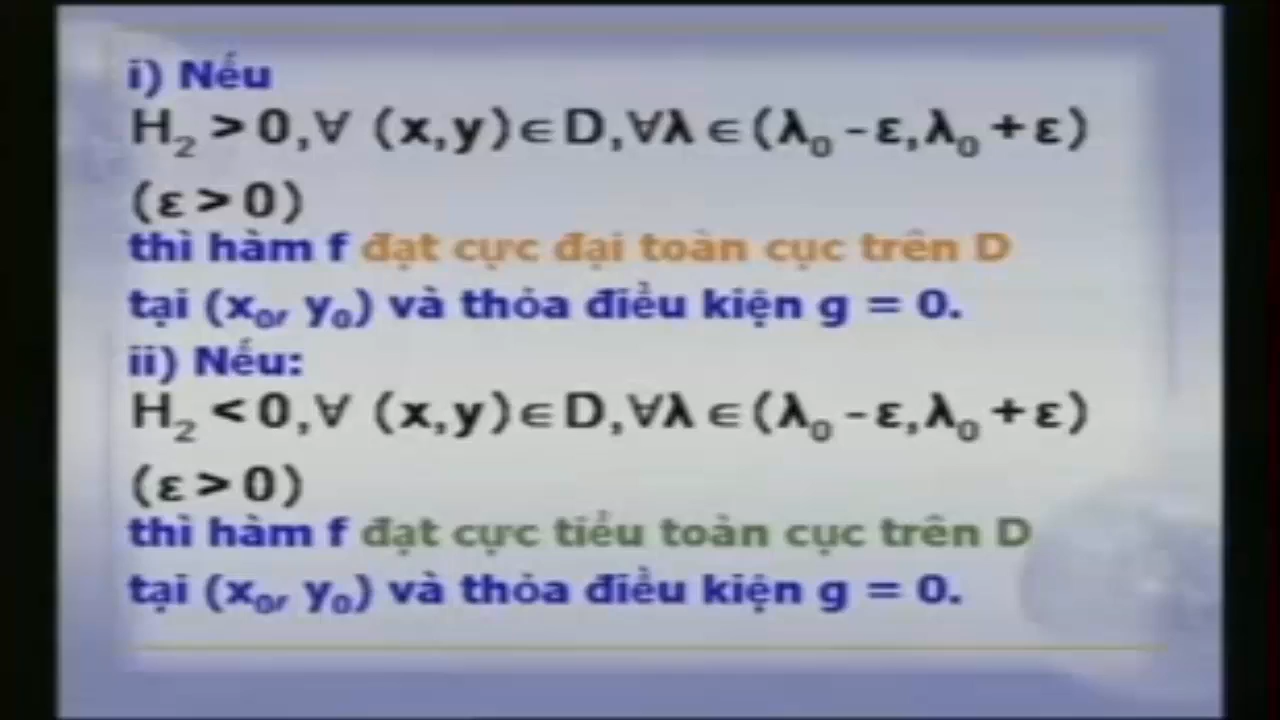 i) Nếu
H₂ > 0, ∀ (x,y) ∈ D, ∀λ ∈ (λ₀ - ε, λ₀ + ε)
(ε > 0)
thì hàm f đạt cực đại toàn cục trên D
tại (x₀, y₀) và thỏa điều kiện g = 0.
ii) Nếu:
H₂ < 0, ∀ (x,y) ∈ D, ∀λ ∈ (λ₀ - ε, λ₀ + ε)
(ε > 0)
thì hàm f đạt cực tiểu toàn cục trên D
tại (x₀, y₀) và thỏa điều kiện g = 0.